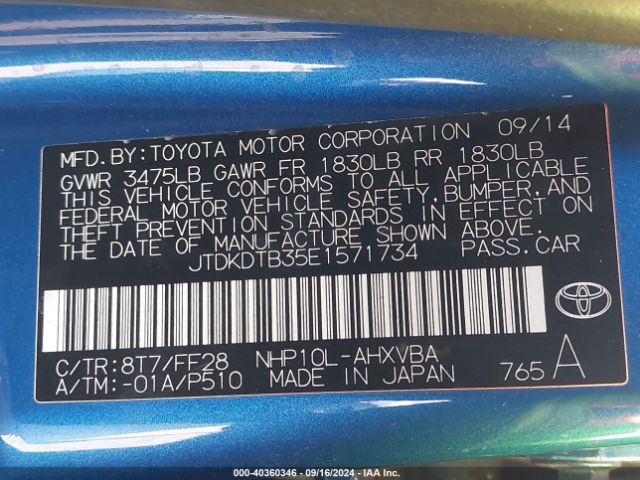 MFD.BY:TOYOTA MOTOR CORPORATION 09/14
GVWR 3475LB GAWR FR 1830LB RR 1830LB
THIS VEHICLE CONFORMS TO ALL APPLICABLE
FEDERAL MOTOR VEHICLE SAFETY,BUMPER,AND
THEFT PREVENTION STANDARDS IN EFFECT ON
THE DATE OF MANUFACTURE SHOWN ABOVE.
JTDKDTB35E1571734 PASS.CAR
C/TR:8T7/FF28 NHP10L-AHXVBA
A/TM:-01A/P510 MADE IN JAPAN 765 A
000-40360346 - 09/16/2024 - IAA Inc.